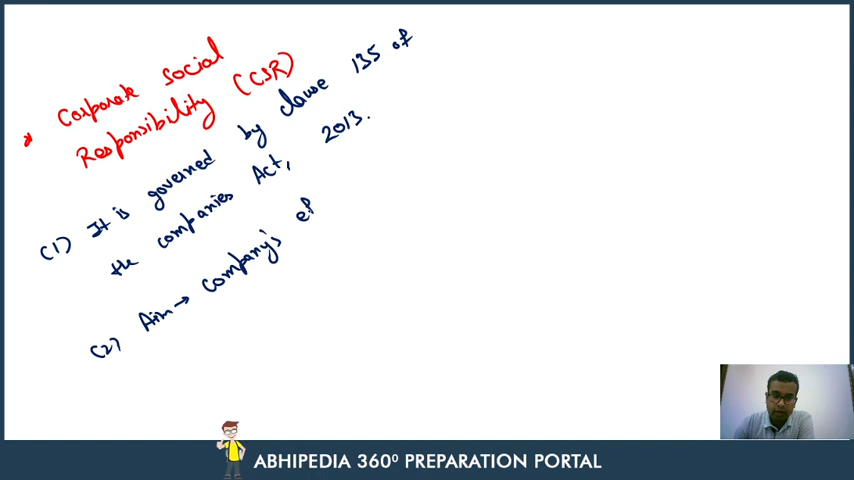 * Corporate Social
Responsibility (CSR)
(1) It is governed by clause 135 of
the companies Act, 2013.
(2) Aim → Company's ef
ABHIPEDIA 360⁰ PREPARATION PORTAL